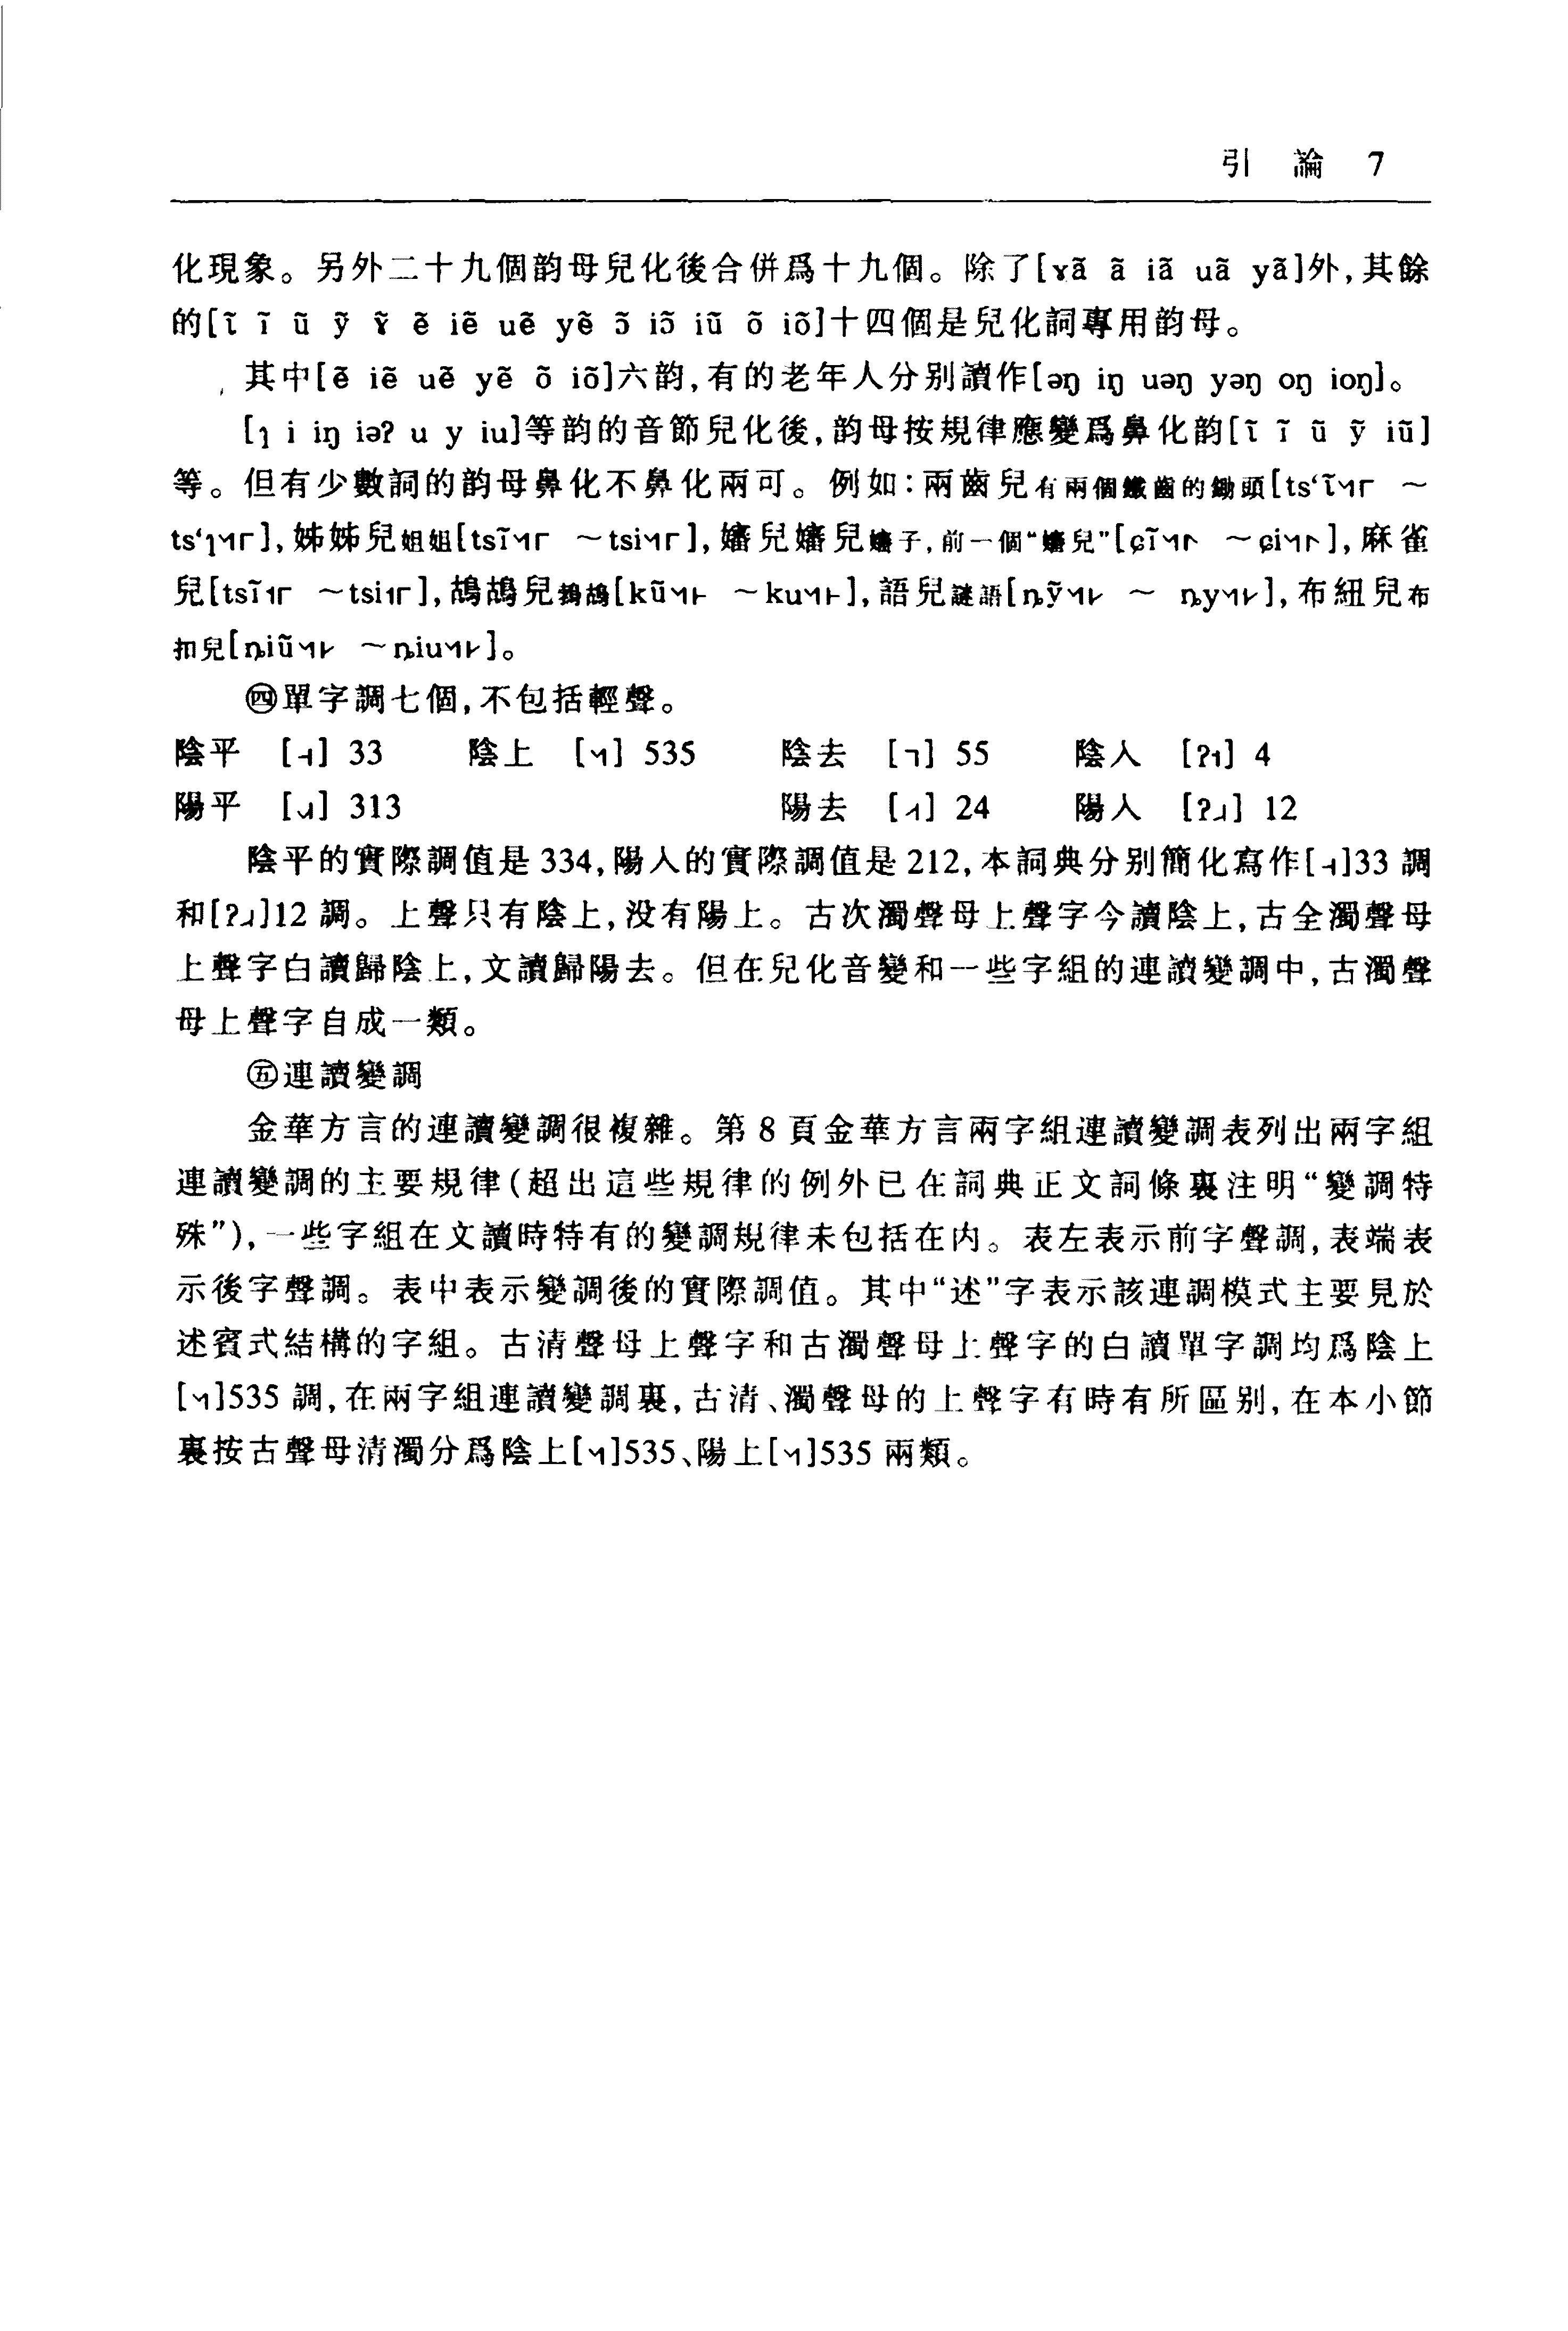 引 論 7
化現象。另外二十九個韵母兒化後合併爲十九個。除了[ɤã ã iã uã yã]外,其餘
的[ɿ̃ ĩ ũ ỹ ɤ̃ ẽ iẽ uẽ yẽ ɔ̃ iɔ̃ iũ õ iõ]十四個是兒化詞專用韵母。
其中[ẽ iẽ uẽ yẽ õ iõ]六韵,有的老年人分别讀作[əŋ iŋ uəŋ yəŋ oŋ ioŋ]。
[ɿ i iŋ iəʔ u y iu]等韵的音節兒化後,韵母按規律應變爲鼻化韵[ɿ̃ ĩ ũ ỹ iũ]
等。但有少數詞的韵母鼻化不鼻化兩可。例如:兩齒兒有兩個鐵齒的鋤頭[tsʻɿ̃˥˧˥꜒ ~
tsʻɿ˥˧˥꜒],姊姊兒姐姐[tsĩ˥˧˥꜒ ~tsi˥˧˥꜒],嬸兒嬸兒嬸子,前一個“嬸兒”[ɕĩ ~ɕi],麻雀
兒[tsĩ ~tsi],鴣鴣兒鵓鴣[kũ ~ku],語兒謎語[ȵỹ ~ ȵy],布紐兒布
扣兒[ȵiũ ~ȵiu]。
㊃單字調七個,不包括輕聲。
陰平 [˧] 33 陰上 [˥˧˥] 535 陰去 [˥] 55 陰入 [ʔ˦] 4
陽平 [˧˩˧] 313 陽去 [˨˦] 24 陽入 [ʔ˩˨] 12
陰平的實際調值是 334,陽入的實際調值是 212,本詞典分别簡化寫作[˧]33 調
和[ʔ˩˨]12 調。上聲只有陰上,没有陽上。古次濁聲母上聲字今讀陰上,古全濁聲母
上聲字白讀歸陰上,文讀歸陽去。但在兒化音變和一些字組的連讀變調中,古濁聲
母上聲字自成一類。
㊄連讀變調
金華方言的連讀變調很複雜。第 8 頁金華方言兩字組連讀變調表列出兩字組
連讀變調的主要規律(超出這些規律的例外已在詞典正文詞條裏注明“變調特
殊”),一些字組在文讀時特有的變調規律未包括在内。表左表示前字聲調,表端表
示後字聲調。表中表示變調後的實際調值。其中“述”字表示該連調模式主要見於
述賓式結構的字組。古清聲母上聲字和古濁聲母上聲字的白讀單字調均爲陰上
[˥˧˥]535 調,在兩字組連讀變調裏,古清、濁聲母的上聲字有時有所區别,在本小節
裏按古聲母清濁分爲陰上[˥˧˥]535、陽上[˥˧˥]535 兩類。